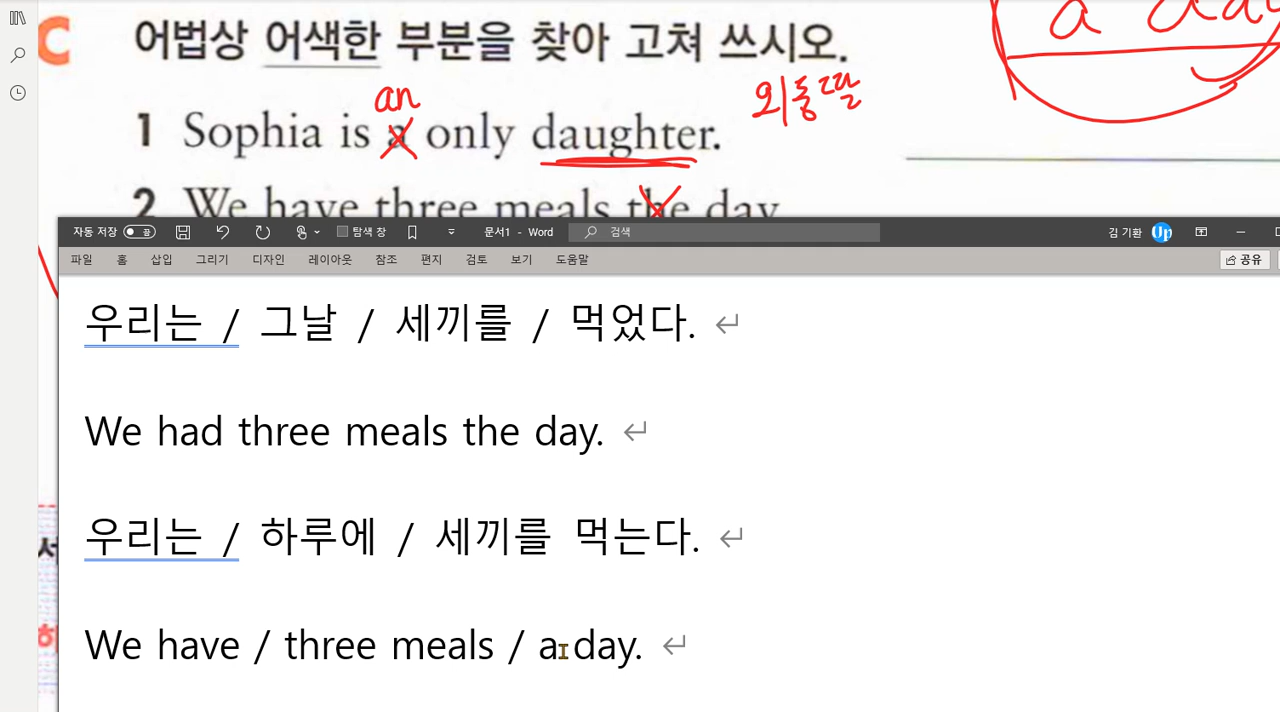 C 어법상 어색한 부분을 찾아 고쳐 쓰시오.
a day
an
외동딸
1 Sophia is a only daughter.
2 We have three meals the day
자동 저장 끌 탐색 창 문서1 - Word 검색 김 기환 Up
파일 홈 삽입 그리기 디자인 레이아웃 참조 편지 검토 보기 도움말 공유
우리는 / 그날 / 세끼를 / 먹었다.
We had three meals the day.
우리는 / 하루에 / 세끼를 먹는다.
We have / three meals / a day.